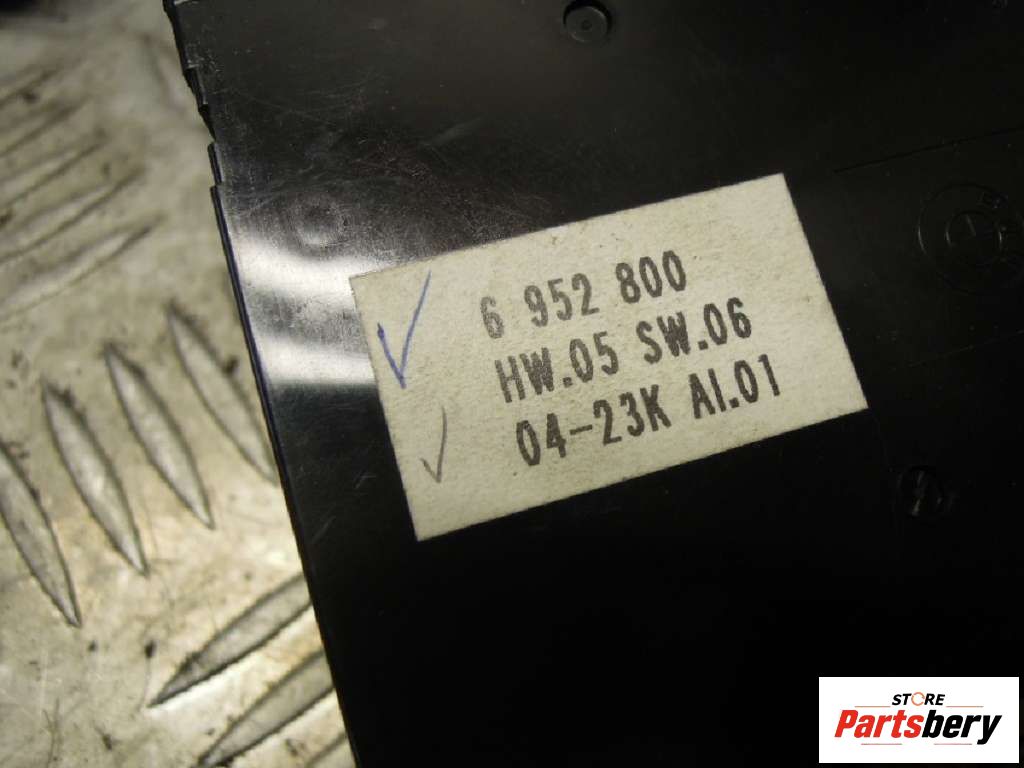 6 952 800
HW.05 SW.06
04-23K AI.01
STORE
Partsbery